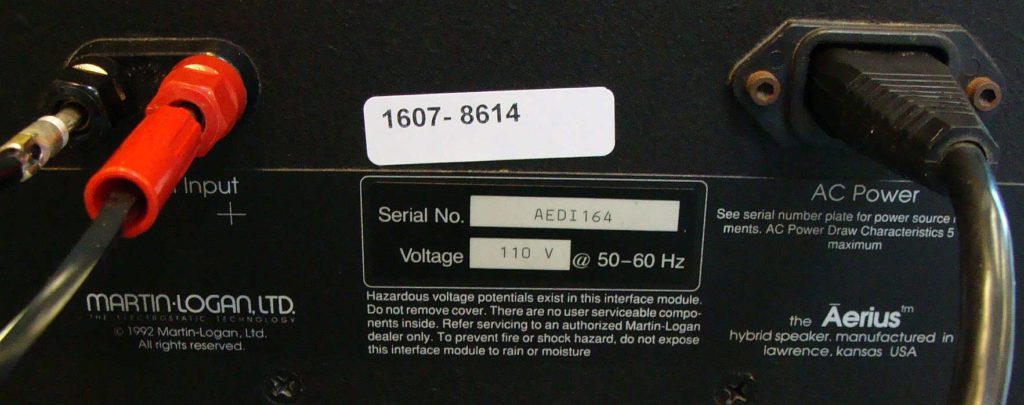 1607- 8614
Input
+
Serial No. AEDI164
Voltage 110 V @ 50–60 Hz
AC Power
See serial number plate for power source
ments. AC Power Draw Characteristics 5
maximum
MARTIN·LOGAN, LTD.
THE ELECTROSTATIC TECHNOLOGY
© 1992 Martin-Logan, Ltd.
All rights reserved.
Hazardous voltage potentials exist in this interface module.
Do not remove cover. There are no user serviceable compo-
nents inside. Refer servicing to an authorized Martin-Logan
dealer only. To prevent fire or shock hazard, do not expose
this interface module to rain or moisture
the Aerius™
hybrid speaker. manufactured in
lawrence, kansas USA